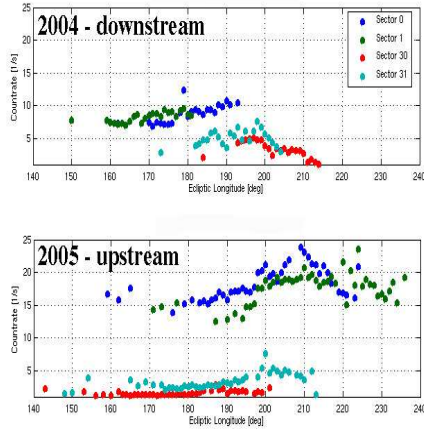 2004 - downstream
Sector 0
Sector 1
Sector 30
Sector 31
Countrate [1/s]
25
20
15
10
5
140 150 160 170 180 190 200 210 220 230 240
Ecliptic Longitude [deg]
2005 - upstream
Countrate [1/s]
25
20
15
10
5
140 150 160 170 180 190 200 210 220 230 240
Ecliptic Longitude [deg]